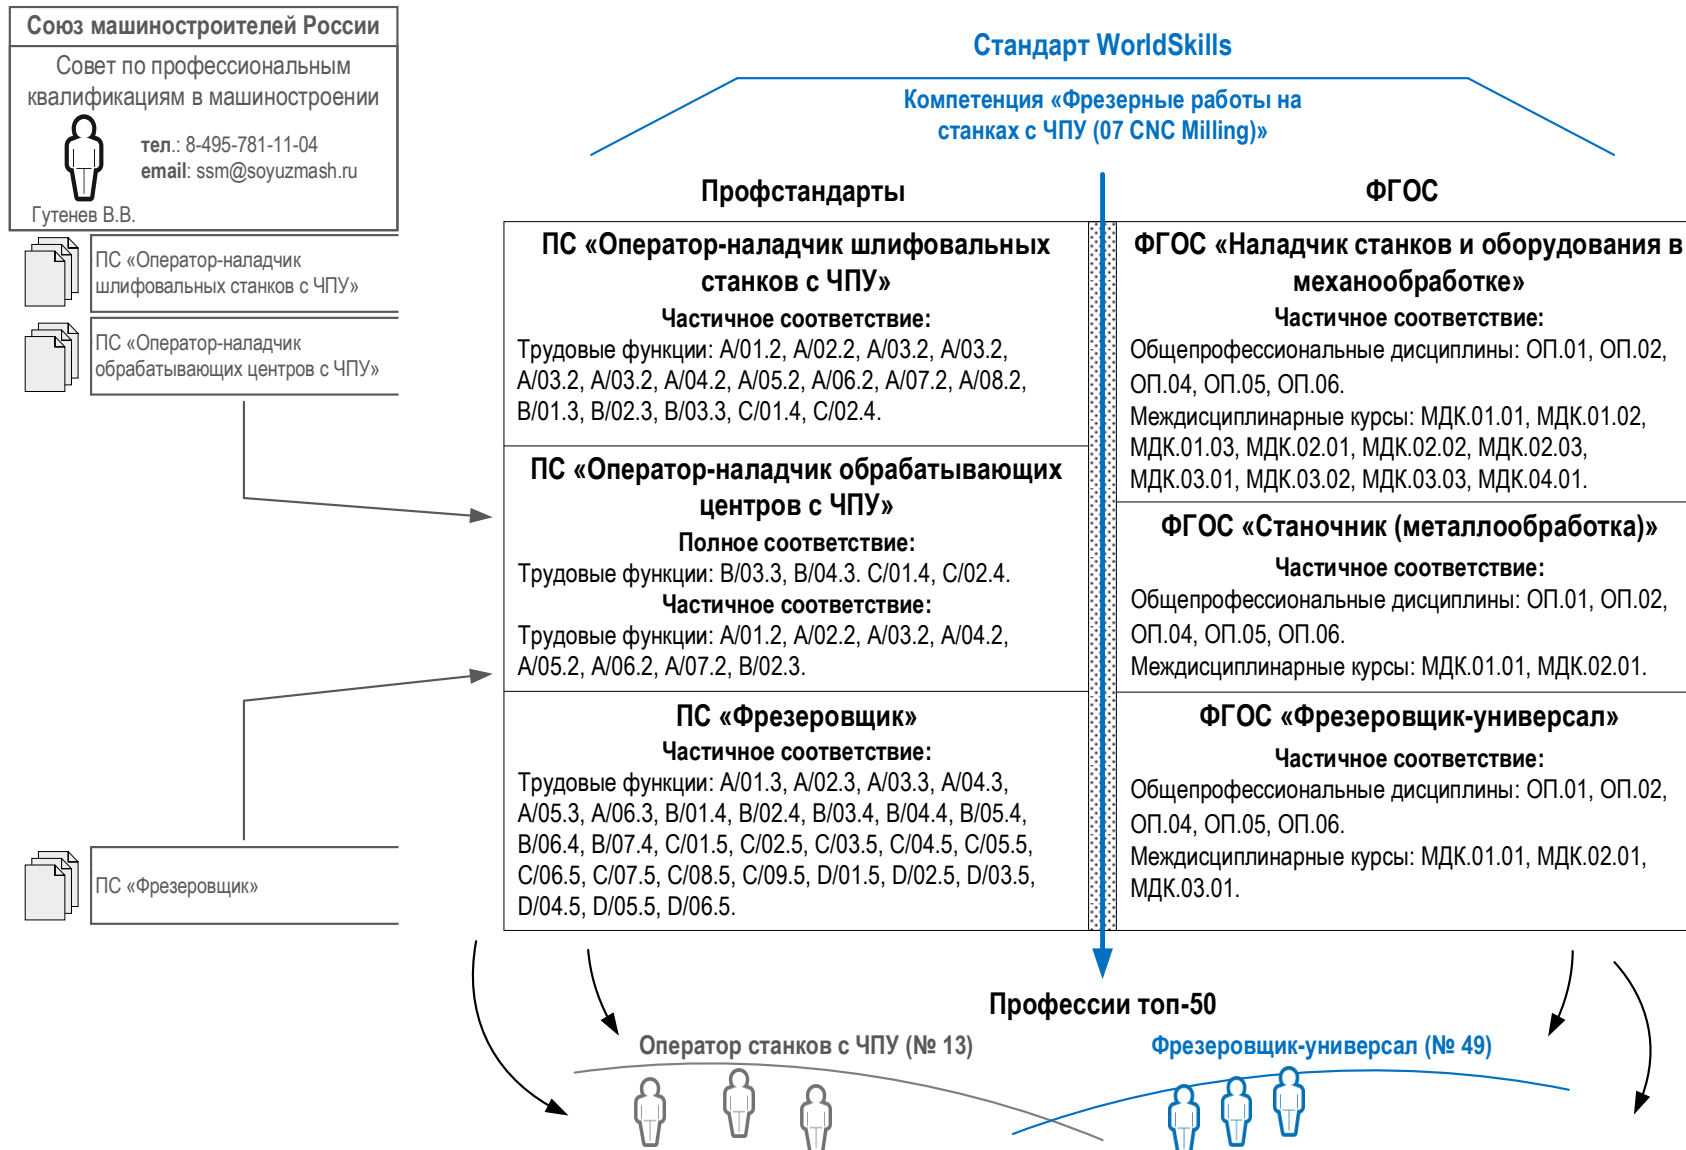 Союз машиностроителей России
Совет по профессиональным
квалификациям в машиностроении
тел.: 8-495-781-11-04
email: ssm@soyuzmash.ru
Гутенев В.В.
ПС «Оператор-наладчик
шлифовальных станков с ЧПУ»
ПС «Оператор-наладчик
обрабатывающих центров с ЧПУ»
ПС «Фрезеровщик»
Стандарт WorldSkills
Компетенция «Фрезерные работы на
станках с ЧПУ (07 CNC Milling)»
Профстандарты
ПС «Оператор-наладчик шлифовальных
станков с ЧПУ»
Частичное соответствие:
Трудовые функции: A/01.2, A/02.2, A/03.2, A/03.2,
A/03.2, A/03.2, A/04.2, A/05.2, A/06.2, A/07.2, A/08.2,
B/01.3, B/02.3, B/03.3, C/01.4, C/02.4.
ПС «Оператор-наладчик обрабатывающих
центров с ЧПУ»
Полное соответствие:
Трудовые функции: B/03.3, B/04.3. C/01.4, C/02.4.
Частичное соответствие:
Трудовые функции: A/01.2, A/02.2, A/03.2, A/04.2,
A/05.2, A/06.2, A/07.2, B/02.3.
ПС «Фрезеровщик»
Частичное соответствие:
Трудовые функции: A/01.3, A/02.3, A/03.3, A/04.3,
A/05.3, A/06.3, B/01.4, B/02.4, B/03.4, B/04.4, B/05.4,
B/06.4, B/07.4, C/01.5, C/02.5, C/03.5, C/04.5, C/05.5,
C/06.5, C/07.5, C/08.5, C/09.5, D/01.5, D/02.5, D/03.5,
D/04.5, D/05.5, D/06.5.
ФГОС
ФГОС «Наладчик станков и оборудования в
механообработке»
Частичное соответствие:
Общепрофессиональные дисциплины: ОП.01, ОП.02,
ОП.04, ОП.05, ОП.06.
Междисциплинарные курсы: МДК.01.01, МДК.01.02,
МДК.01.03, МДК.02.01, МДК.02.02, МДК.02.03,
МДК.03.01, МДК.03.02, МДК.03.03, МДК.04.01.
ФГОС «Станочник (металлообработка)»
Частичное соответствие:
Общепрофессиональные дисциплины: ОП.01, ОП.02,
ОП.04, ОП.05, ОП.06.
Междисциплинарные курсы: МДК.01.01, МДК.02.01.
ФГОС «Фрезеровщик-универсал»
Частичное соответствие:
Общепрофессиональные дисциплины: ОП.01, ОП.02,
ОП.04, ОП.05, ОП.06.
Междисциплинарные курсы: МДК.01.01, МДК.02.01,
МДК.03.01.
Профессии топ-50
Оператор станков с ЧПУ (№ 13)
Фрезеровщик-универсал (№ 49)